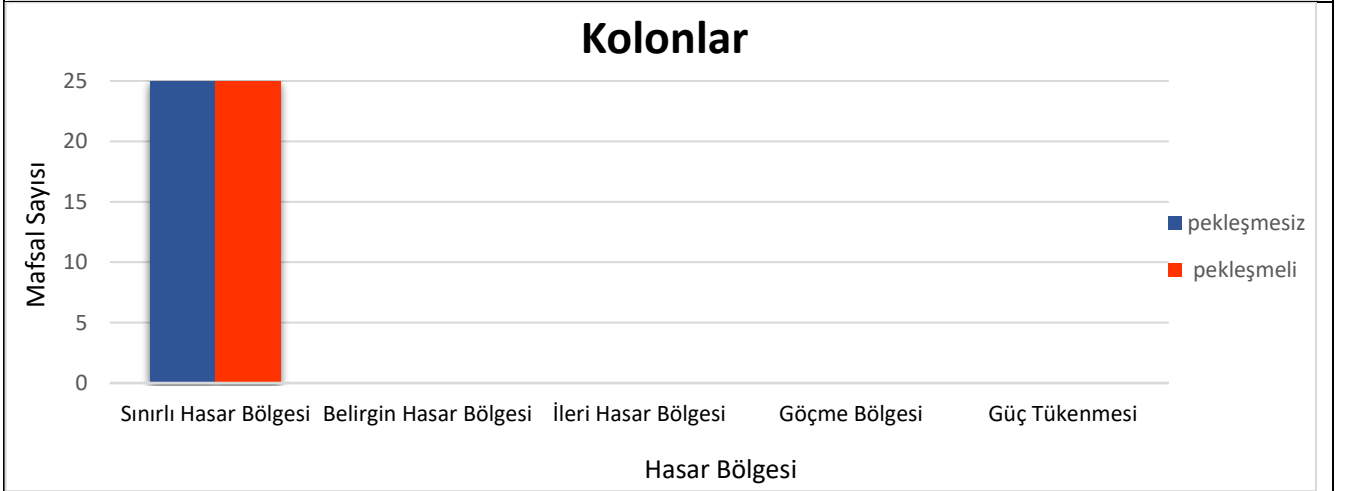 Kolonlar
25
20
15
10
5
0
Mafsal Sayısı
Sınırlı Hasar Bölgesi Belirgin Hasar Bölgesi İleri Hasar Bölgesi Göçme Bölgesi Güç Tükenmesi
Hasar Bölgesi
pekleşmesiz
pekleşmeli